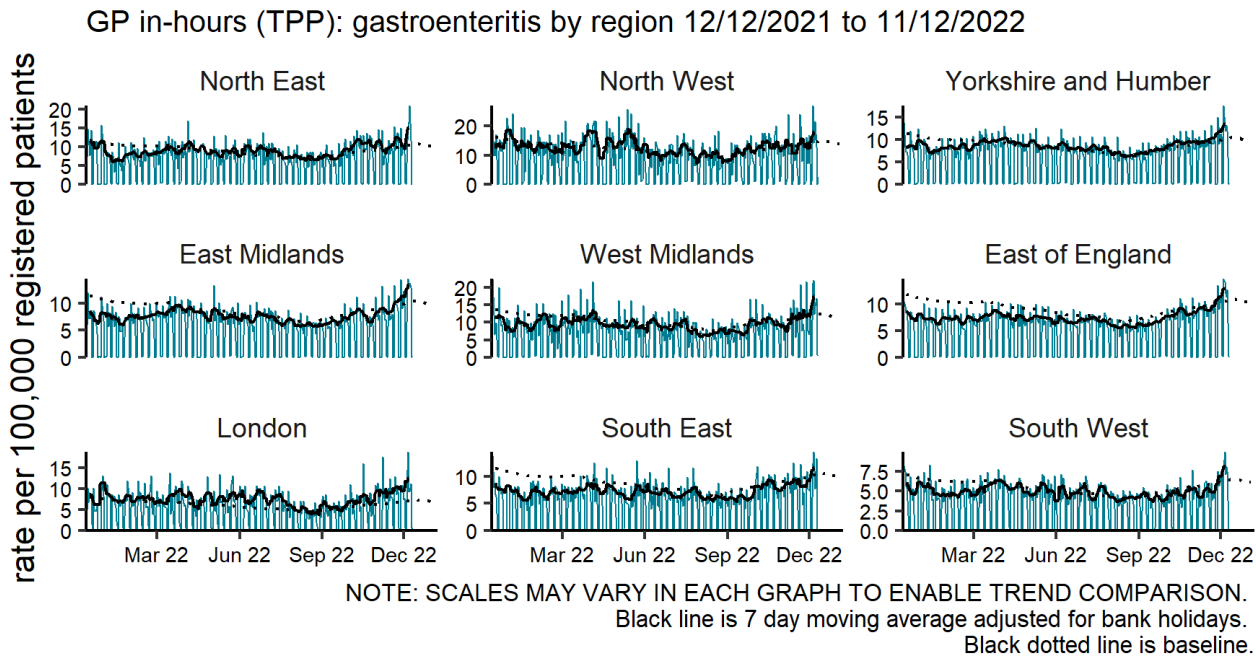 GP in-hours (TPP): gastroenteritis by region 12/12/2021 to 11/12/2022
rate per 100,000 registered patients
North East
20
15
10
5
0
North West
20
10
0
Yorkshire and Humber
15
10
5
0
East Midlands
10
5
0
West Midlands
20
15
10
5
0
East of England
10
5
0
London
15
10
5
0
South East
10
5
0
South West
7.5
5.0
2.5
0.0
Mar 22 Jun 22 Sep 22 Dec 22
Mar 22 Jun 22 Sep 22 Dec 22
Mar 22 Jun 22 Sep 22 Dec 22
NOTE: SCALES MAY VARY IN EACH GRAPH TO ENABLE TREND COMPARISON.
Black line is 7 day moving average adjusted for bank holidays.
Black dotted line is baseline.